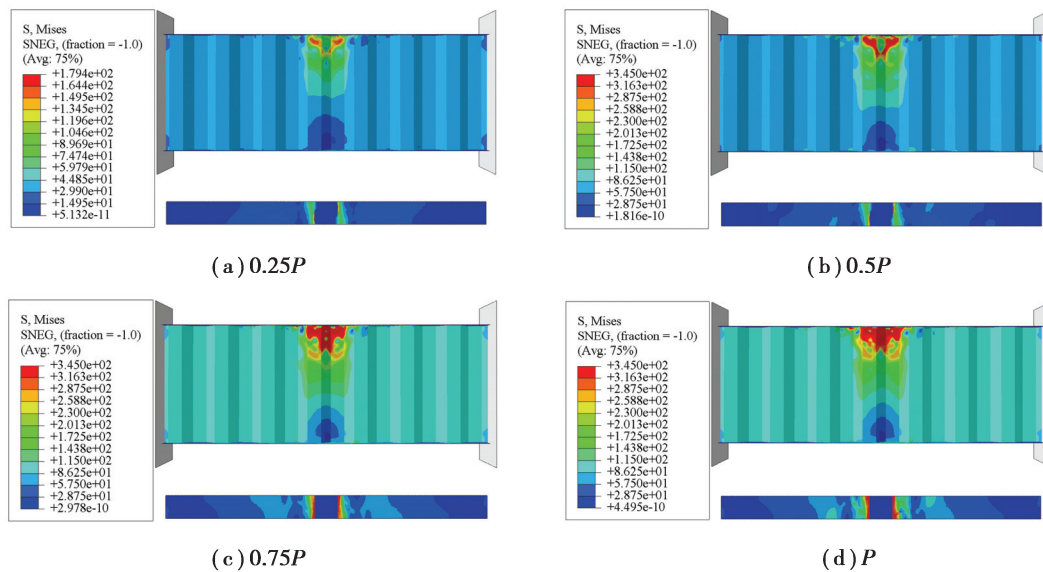 S, Mises
SNEG, (fraction = -1.0)
(Avg: 75%)
+1.794e+02
+1.644e+02
+1.495e+02
+1.345e+02
+1.196e+02
+1.046e+02
+8.969e+01
+7.474e+01
+5.979e+01
+4.485e+01
+2.990e+01
+1.495e+01
+5.132e-11
(a) 0.25P
S, Mises
SNEG, (fraction = -1.0)
(Avg: 75%)
+3.450e+02
+3.163e+02
+2.875e+02
+2.588e+02
+2.300e+02
+2.013e+02
+1.725e+02
+1.438e+02
+1.150e+02
+8.625e+01
+5.750e+01
+2.875e+01
+1.816e-10
(b) 0.5P
S, Mises
SNEG, (fraction = -1.0)
(Avg: 75%)
+3.450e+02
+3.163e+02
+2.875e+02
+2.588e+02
+2.300e+02
+2.013e+02
+1.725e+02
+1.438e+02
+1.150e+02
+8.625e+01
+5.750e+01
+2.875e+01
+2.978e-10
(c) 0.75P
S, Mises
SNEG, (fraction = -1.0)
(Avg: 75%)
+3.450e+02
+3.163e+02
+2.875e+02
+2.588e+02
+2.300e+02
+2.013e+02
+1.725e+02
+1.438e+02
+1.150e+02
+8.625e+01
+5.750e+01
+2.875e+01
+4.495e-10
(d) P